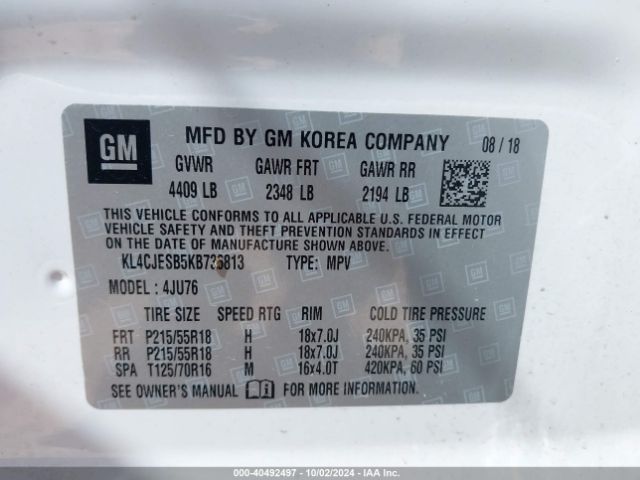 GM MFD BY GM KOREA COMPANY 08 / 18
GVWR GAWR FRT GAWR RR
4409 LB 2348 LB 2194 LB
THIS VEHICLE CONFORMS TO ALL APPLICABLE U.S. FEDERAL MOTOR
VEHICLE SAFETY AND THEFT PREVENTION STANDARDS IN EFFECT ON
THE DATE OF MANUFACTURE SHOWN ABOVE.
KL4CJESB5KB736813 TYPE: MPV
MODEL : 4JU76
TIRE SIZE SPEED RTG RIM COLD TIRE PRESSURE
FRT P215/55R18 H 18x7.0J 240KPA, 35 PSI
RR P215/55R18 H 18x7.0J 240KPA, 35 PSI
SPA T125/70R16 M 16x4.0T 420KPA, 60 PSI
SEE OWNER'S MANUAL FOR MORE INFORMATION.
000-40492497 - 10/02/2024 - IAA Inc.